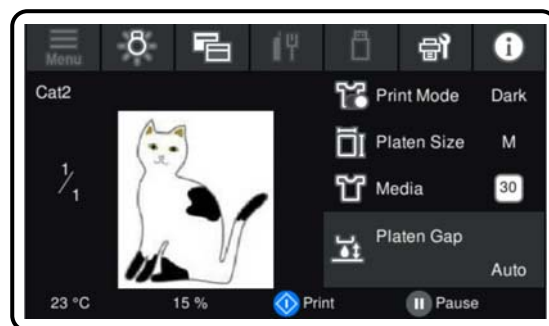 Menu
Cat2
Print Mode Dark
Platen Size M
1/1
Media 30
Platen Gap
Auto
23 °C 15 % Print Pause